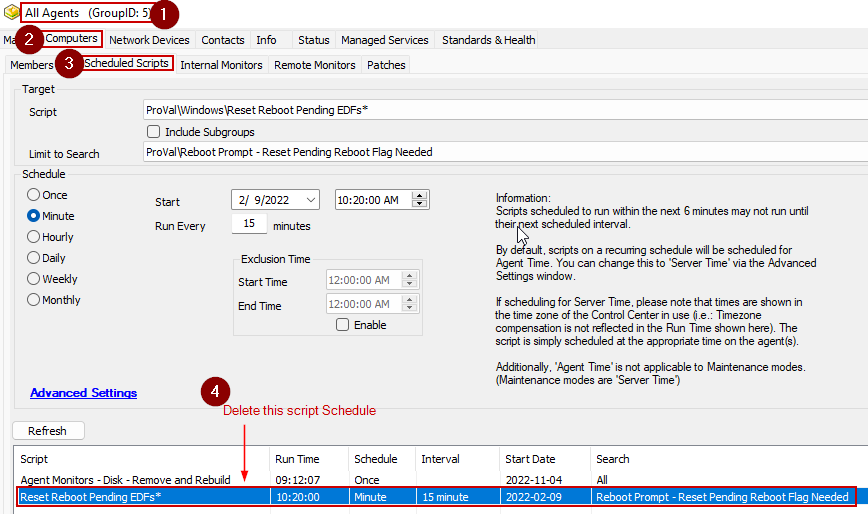 All Agents (GroupID: 5)
1
2
Computers Network Devices Contacts Info Status Managed Services Standards & Health
Members 3 Scheduled Scripts Internal Monitors Remote Monitors Patches
Target
Script ProVal\Windows\Reset Reboot Pending EDFs*
Include Subgroups
Limit to Search ProVal\Reboot Prompt - Reset Pending Reboot Flag Needed
Schedule
Once
Minute
Hourly
Daily
Weekly
Monthly
Start 2/ 9/2022 10:20:00 AM
Run Every 15 minutes
Exclusion Time
Start Time 12:00:00 AM
End Time 12:00:00 AM
Enable
Information:
Scripts scheduled to run within the next 6 minutes may not run until
their next scheduled interval.
By default, scripts on a recurring schedule will be scheduled for
Agent Time. You can change this to 'Server Time' via the Advanced
Settings window.
If scheduling for Server Time, please note that times are shown in
the time zone of the Control Center in use (i.e.: Timezone
compensation is not reflected in the Run Time shown here). The
script is simply scheduled at the appropriate time on the agent(s).
Additionally, 'Agent Time' is not applicable to Maintenance modes.
(Maintenance modes are 'Server Time')
Advanced Settings
4
Delete this script Schedule
Refresh
Script Run Time Schedule Interval Start Date Search
Agent Monitors - Disk - Remove and Rebuild 09:12:07 Once 2022-11-04 All
Reset Reboot Pending EDFs* 10:20:00 Minute 15 minute 2022-02-09 Reboot Prompt - Reset Pending Reboot Flag Needed